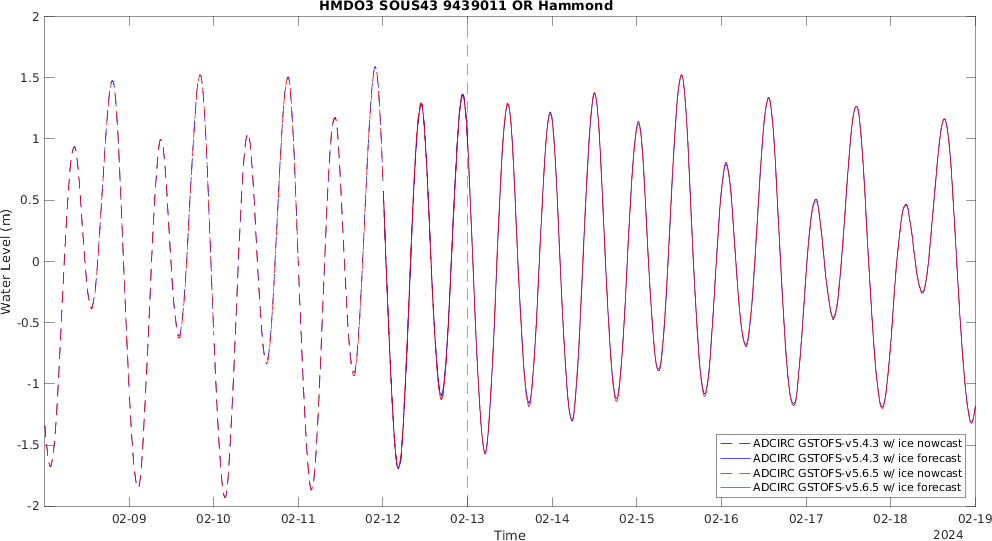 HMDO3 SOUS43 9439011 OR Hammond
2
1.5
1
0.5
0
-0.5
-1
-1.5
-2
Water Level (m)
ADCIRC GSTOFS-v5.4.3 w/ ice nowcast
ADCIRC GSTOFS-v5.4.3 w/ ice forecast
ADCIRC GSTOFS-v5.6.5 w/ ice nowcast
ADCIRC GSTOFS-v5.6.5 w/ ice forecast
02-09 02-10 02-11 02-12 02-13 02-14 02-15 02-16 02-17 02-18 02-19
Time
2024